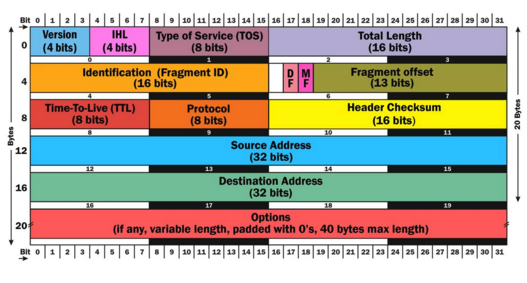 Bit 0 1 2 3 4 5 6 7 8 9 10 11 12 13 14 15 16 17 18 19 20 21 22 23 24 25 26 27 28 29 30 31
0 Version IHL Type of Service (TOS) Total Length
(4 bits) (4 bits) (8 bits) (16 bits)
0 1 2 3
4 Identification (Fragment ID) D M Fragment offset
(16 bits) F F (13 bits)
4 5 6 7
8 Time-To-Live (TTL) Protocol Header Checksum
(8 bits) (8 bits) (16 bits)
8 9 10 11
Bytes
20 Bytes
12 Source Address
(32 bits)
12 13 14 15
16 Destination Address
(32 bits)
16 17 18 19
20 Options
(if any, variable length, padded with 0's, 40 bytes max length)
Bit 0 1 2 3 4 5 6 7 8 9 10 11 12 13 14 15 16 17 18 19 20 21 22 23 24 25 26 27 28 29 30 31